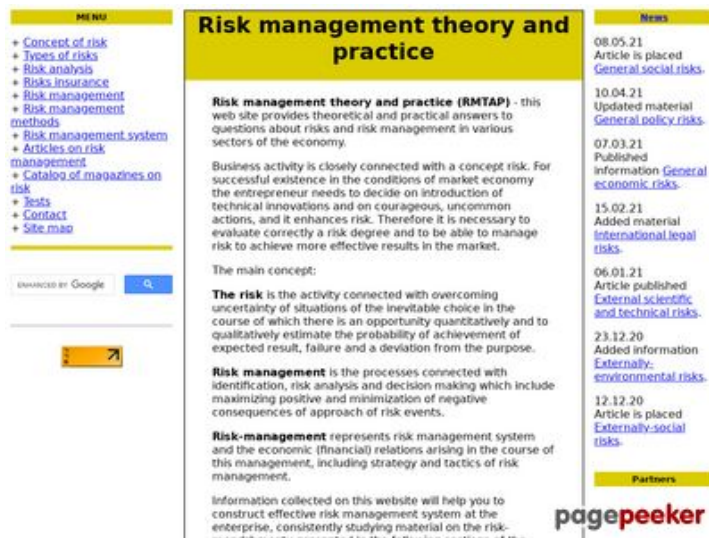 MENU
+ Concept of risk
+ Types of risks
+ Risk analysis
+ Risks insurance
+ Risk management
+ Risk management
methods
+ Risk management system
+ Articles on risk
management
+ Catalog of magazines on
risk
+ Tests
+ Contact
+ Site map
ENHANCED BY Google
Risk management theory and
practice
Risk management theory and practice (RMTAP) - this
web site provides theoretical and practical answers to
questions about risks and risk management in various
sectors of the economy.
Business activity is closely connected with a concept risk. For
successful existence in the conditions of market economy
the entrepreneur needs to decide on introduction of
technical innovations and on courageous, uncommon
actions, and it enhances risk. Therefore it is necessary to
evaluate correctly a risk degree and to be able to manage
risk to achieve more effective results in the market.
The main concept:
The risk is the activity connected with overcoming
uncertainty of situations of the inevitable choice in the
course of which there is an opportunity quantitatively and to
qualitatively estimate the probability of achievement of
expected result, failure and a deviation from the purpose.
Risk management is the processes connected with
identification, risk analysis and decision making which include
maximizing positive and minimization of negative
consequences of approach of risk events.
Risk-management represents risk management system
and the economic (financial) relations arising in the course of
this management, including strategy and tactics of risk
management.
Information collected on this website will help you to
construct effective risk management system at the
enterprise, consistently studying material on the risk-
News
08.05.21
Article is placed
General social risks.
10.04.21
Updated material
General policy risks.
07.03.21
Published
information General
economic risks.
15.02.21
Added material
International legal
risks.
06.01.21
Article published
External scientific
and technical risks.
23.12.20
Added information
Externally-
environmental risks.
12.12.20
Article is placed
Externally-social
risks.
Partners
pagepeeker